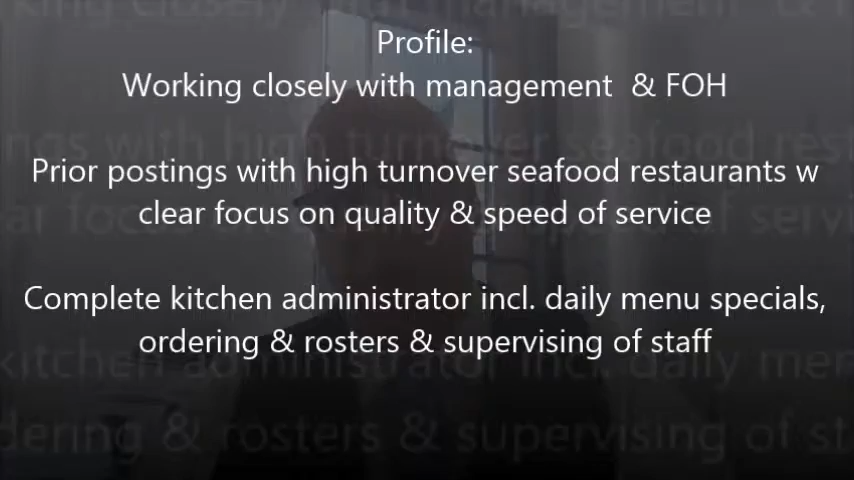 Profile:
Working closely with management & FOH
Prior postings with high turnover seafood restaurants w
clear focus on quality & speed of service
Complete kitchen administrator incl. daily menu specials,
ordering & rosters & supervising of staff